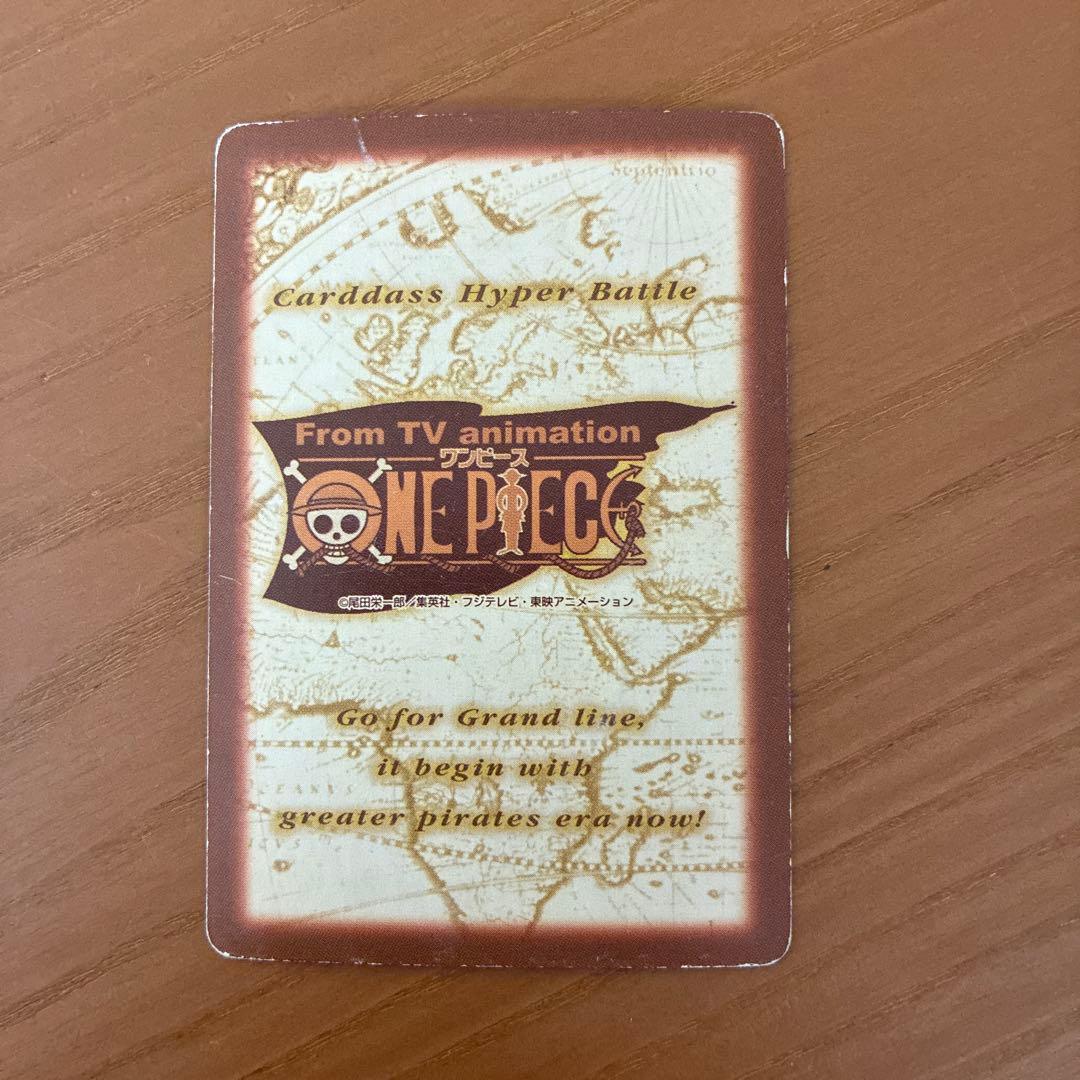 Septentrio
Carddass Hyper Battle
From TV animation
ワンピース
ONE PIECE
©尾田栄一郎／集英社・フジテレビ・東映アニメーション
Go for Grand line,
it begin with
greater pirates era now!